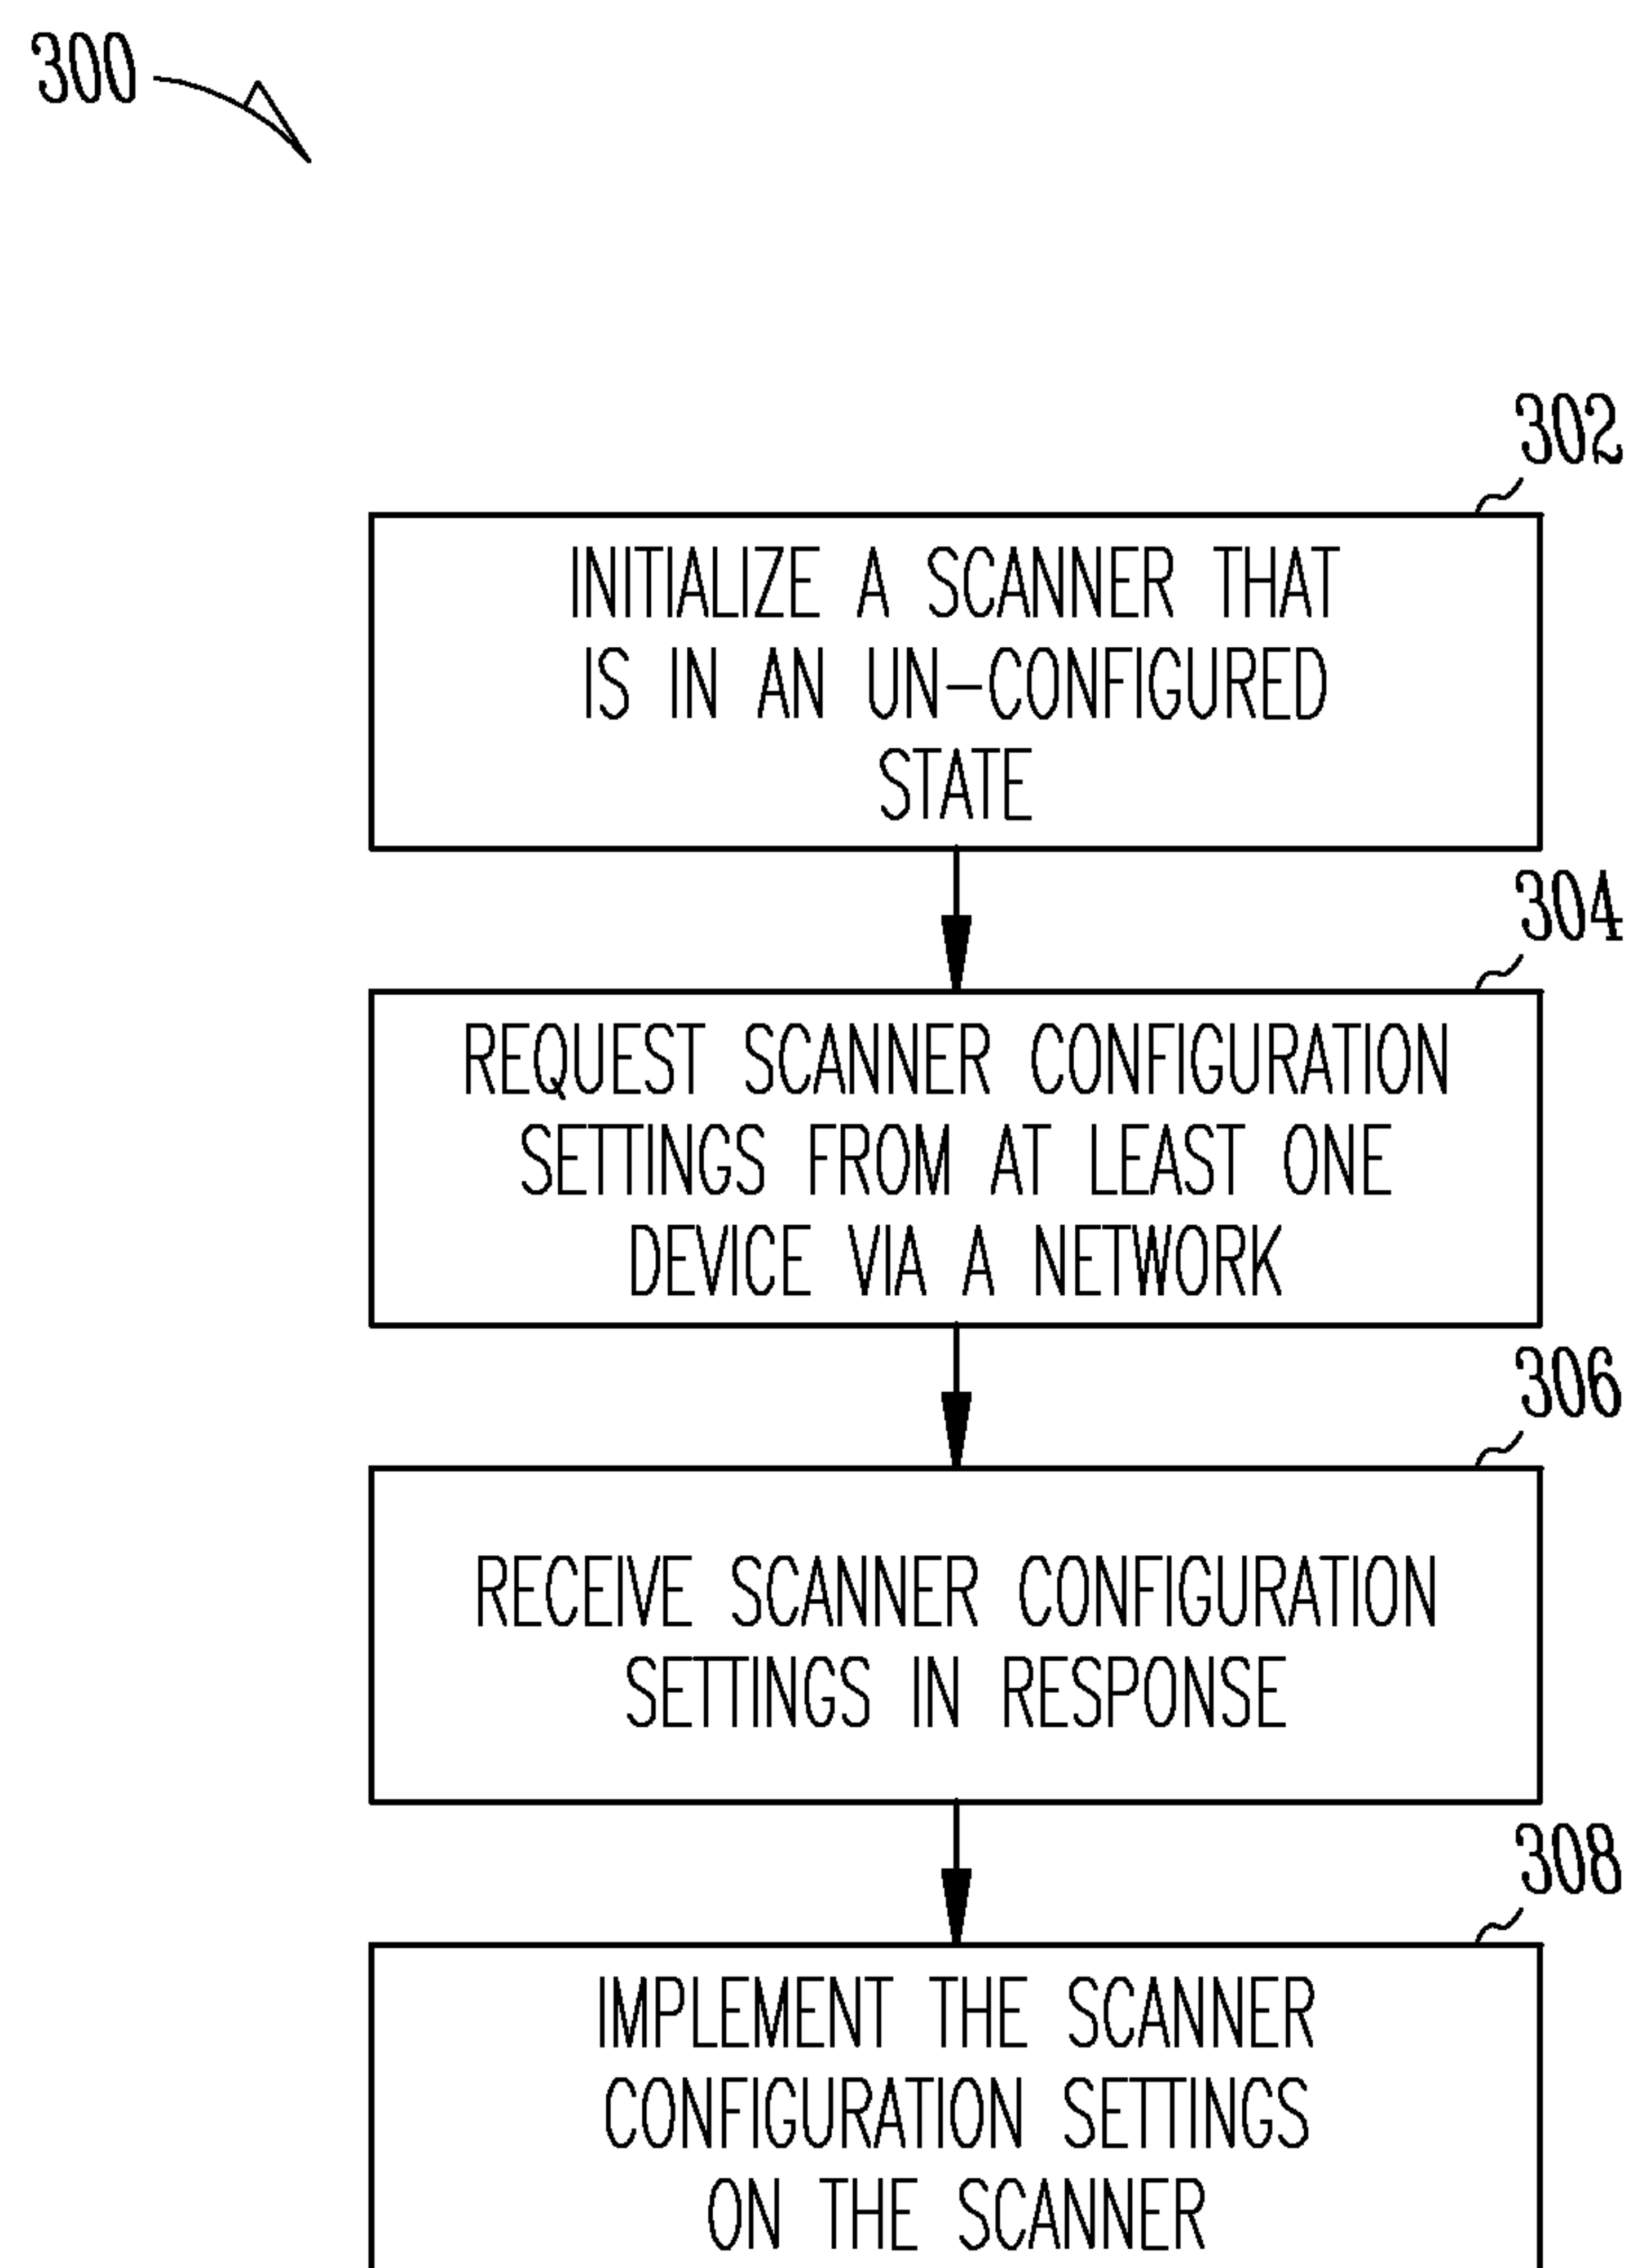 300
302
INITIALIZE A SCANNER THAT
IS IN AN UN-CONFIGURED
STATE
304
REQUEST SCANNER CONFIGURATION
SETTINGS FROM AT LEAST ONE
DEVICE VIA A NETWORK
306
RECEIVE SCANNER CONFIGURATION
SETTINGS IN RESPONSE
308
IMPLEMENT THE SCANNER
CONFIGURATION SETTINGS
ON THE SCANNER